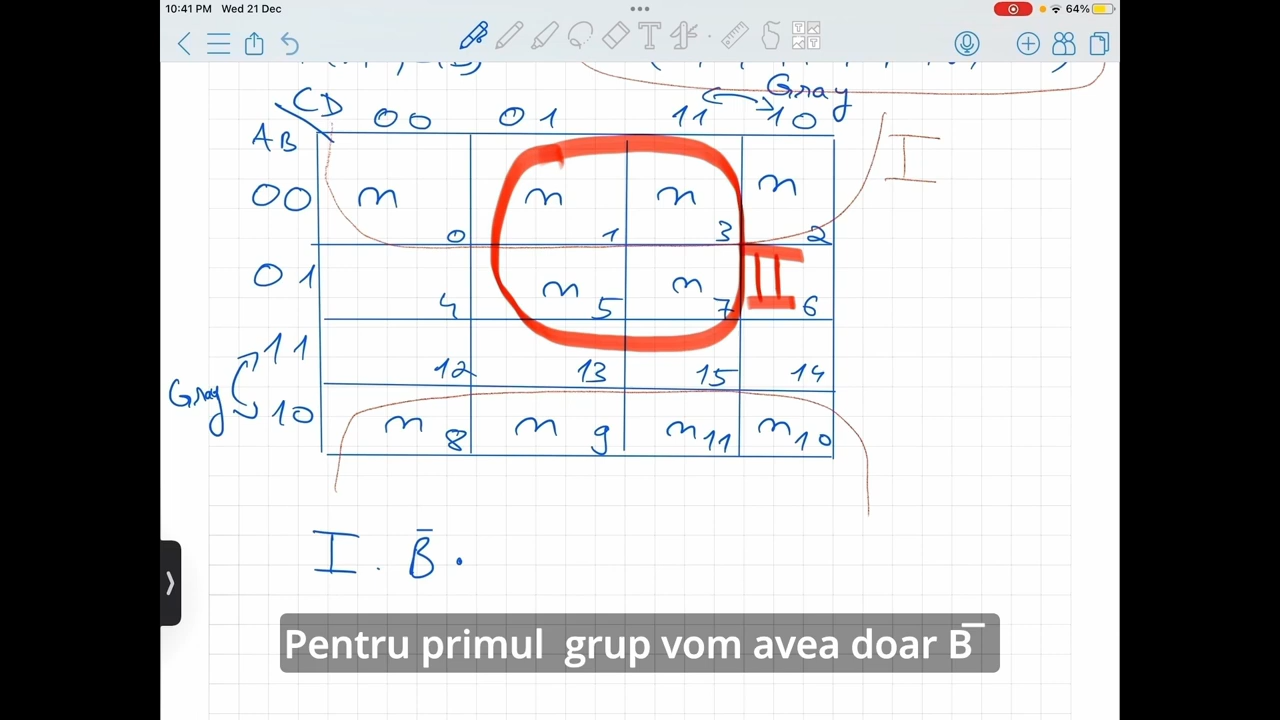 10:41 PM Wed 21 Dec
64%
T
CD
Gray
00 01 11 10
AB
I
00 n 0 n 1 n 3 n 2
01 4 n 5 n 7 II 6
11 12 13 15 14
Gray
10 n 8 n 9 n 11 n 10
I. B̄ .
Pentru primul grup vom avea doar B̅